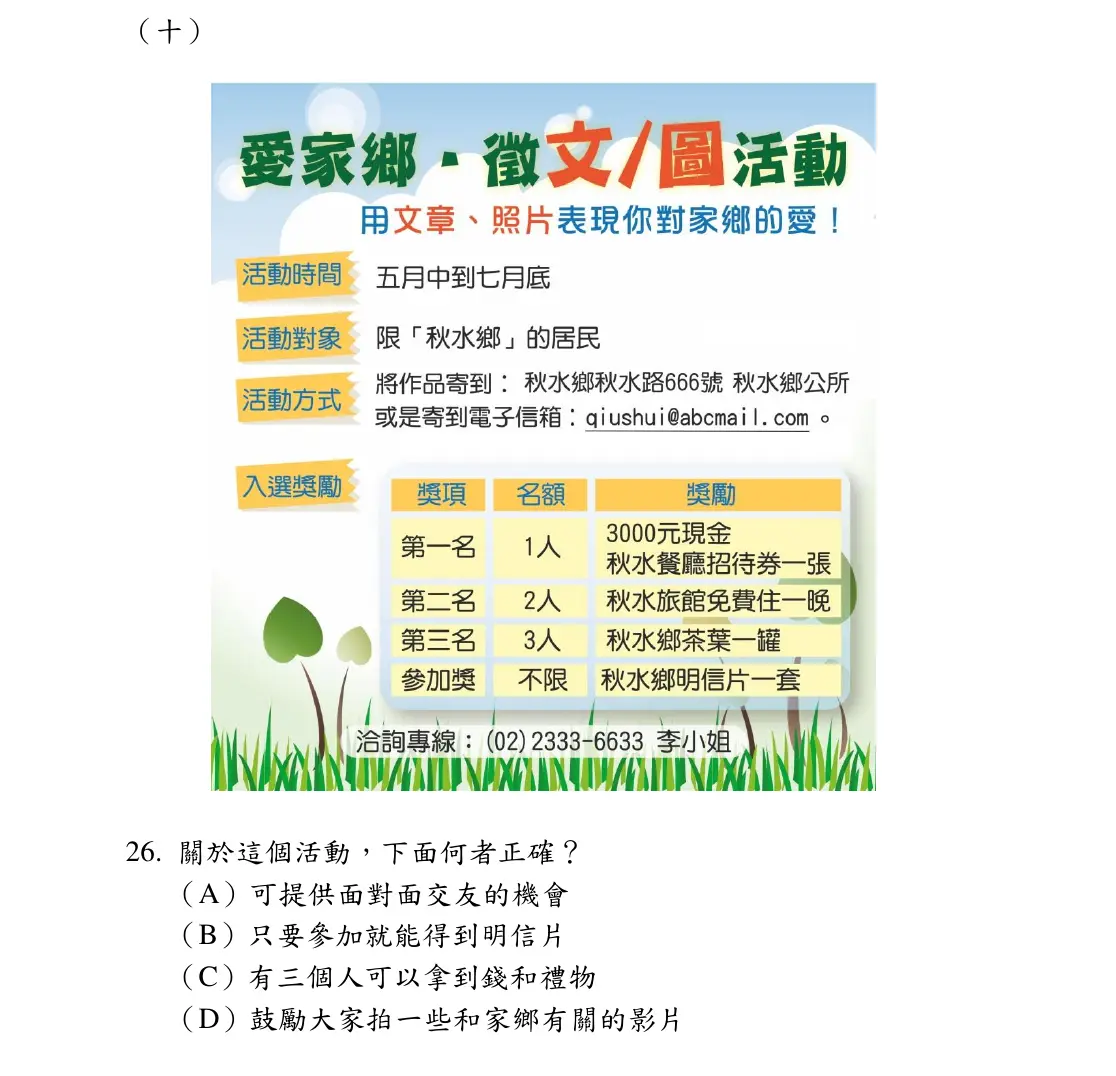 （十）
愛家鄉・徵文/圖活動
用文章、照片表現你對家鄉的愛！
活動時間 五月中到七月底
活動對象 限「秋水鄉」的居民
活動方式 將作品寄到： 秋水鄉秋水路666號 秋水鄉公所
或是寄到電子信箱：qiushui@abcmail.com 。
入選獎勵
獎項 名額 獎勵
第一名 1人 3000元現金
秋水餐廳招待券一張
第二名 2人 秋水旅館免費住一晚
第三名 3人 秋水鄉茶葉一罐
參加獎 不限 秋水鄉明信片一套
洽詢專線：(02)2333-6633 李小姐
26. 關於這個活動，下面何者正確？
（A）可提供面對面交友的機會
（B）只要參加就能得到明信片
（C）有三個人可以拿到錢和禮物
（D）鼓勵大家拍一些和家鄉有關的影片